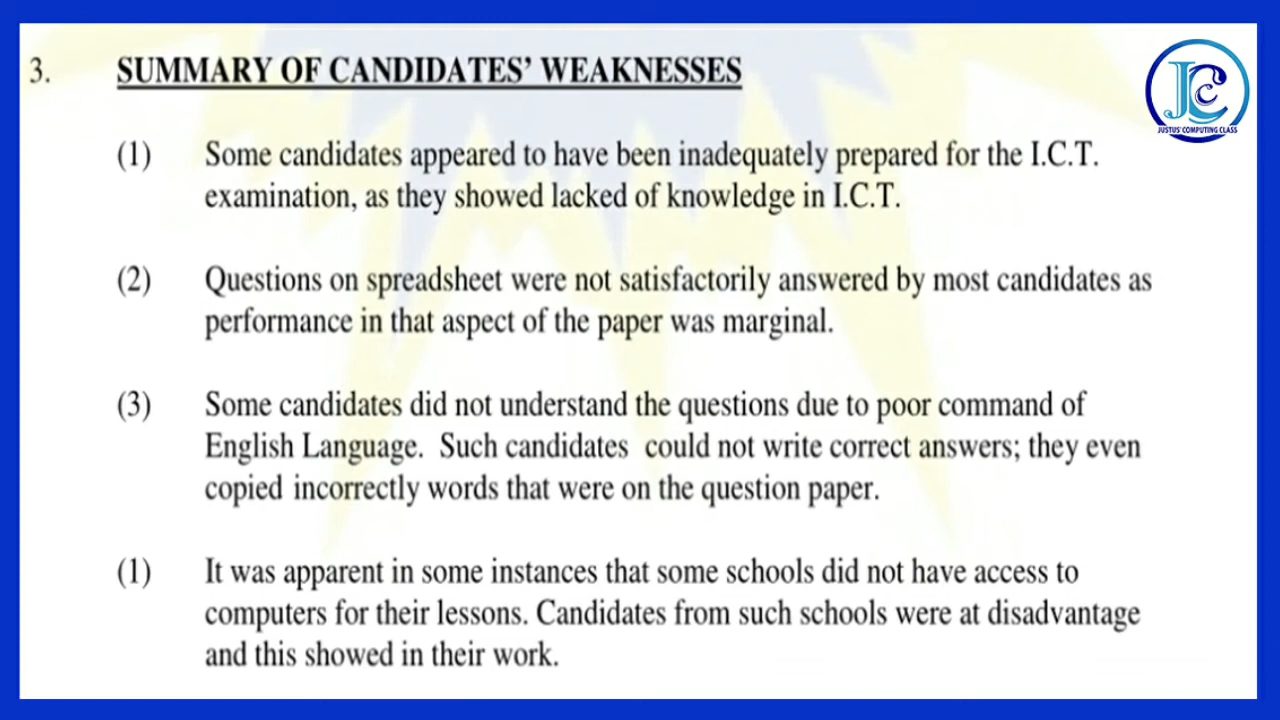 3. SUMMARY OF CANDIDATES' WEAKNESSES
JCC
JUSTUS' COMPUTING CLASS
(1) Some candidates appeared to have been inadequately prepared for the I.C.T.
examination, as they showed lacked of knowledge in I.C.T.
(2) Questions on spreadsheet were not satisfactorily answered by most candidates as
performance in that aspect of the paper was marginal.
(3) Some candidates did not understand the questions due to poor command of
English Language. Such candidates could not write correct answers; they even
copied incorrectly words that were on the question paper.
(1) It was apparent in some instances that some schools did not have access to
computers for their lessons. Candidates from such schools were at disadvantage
and this showed in their work.